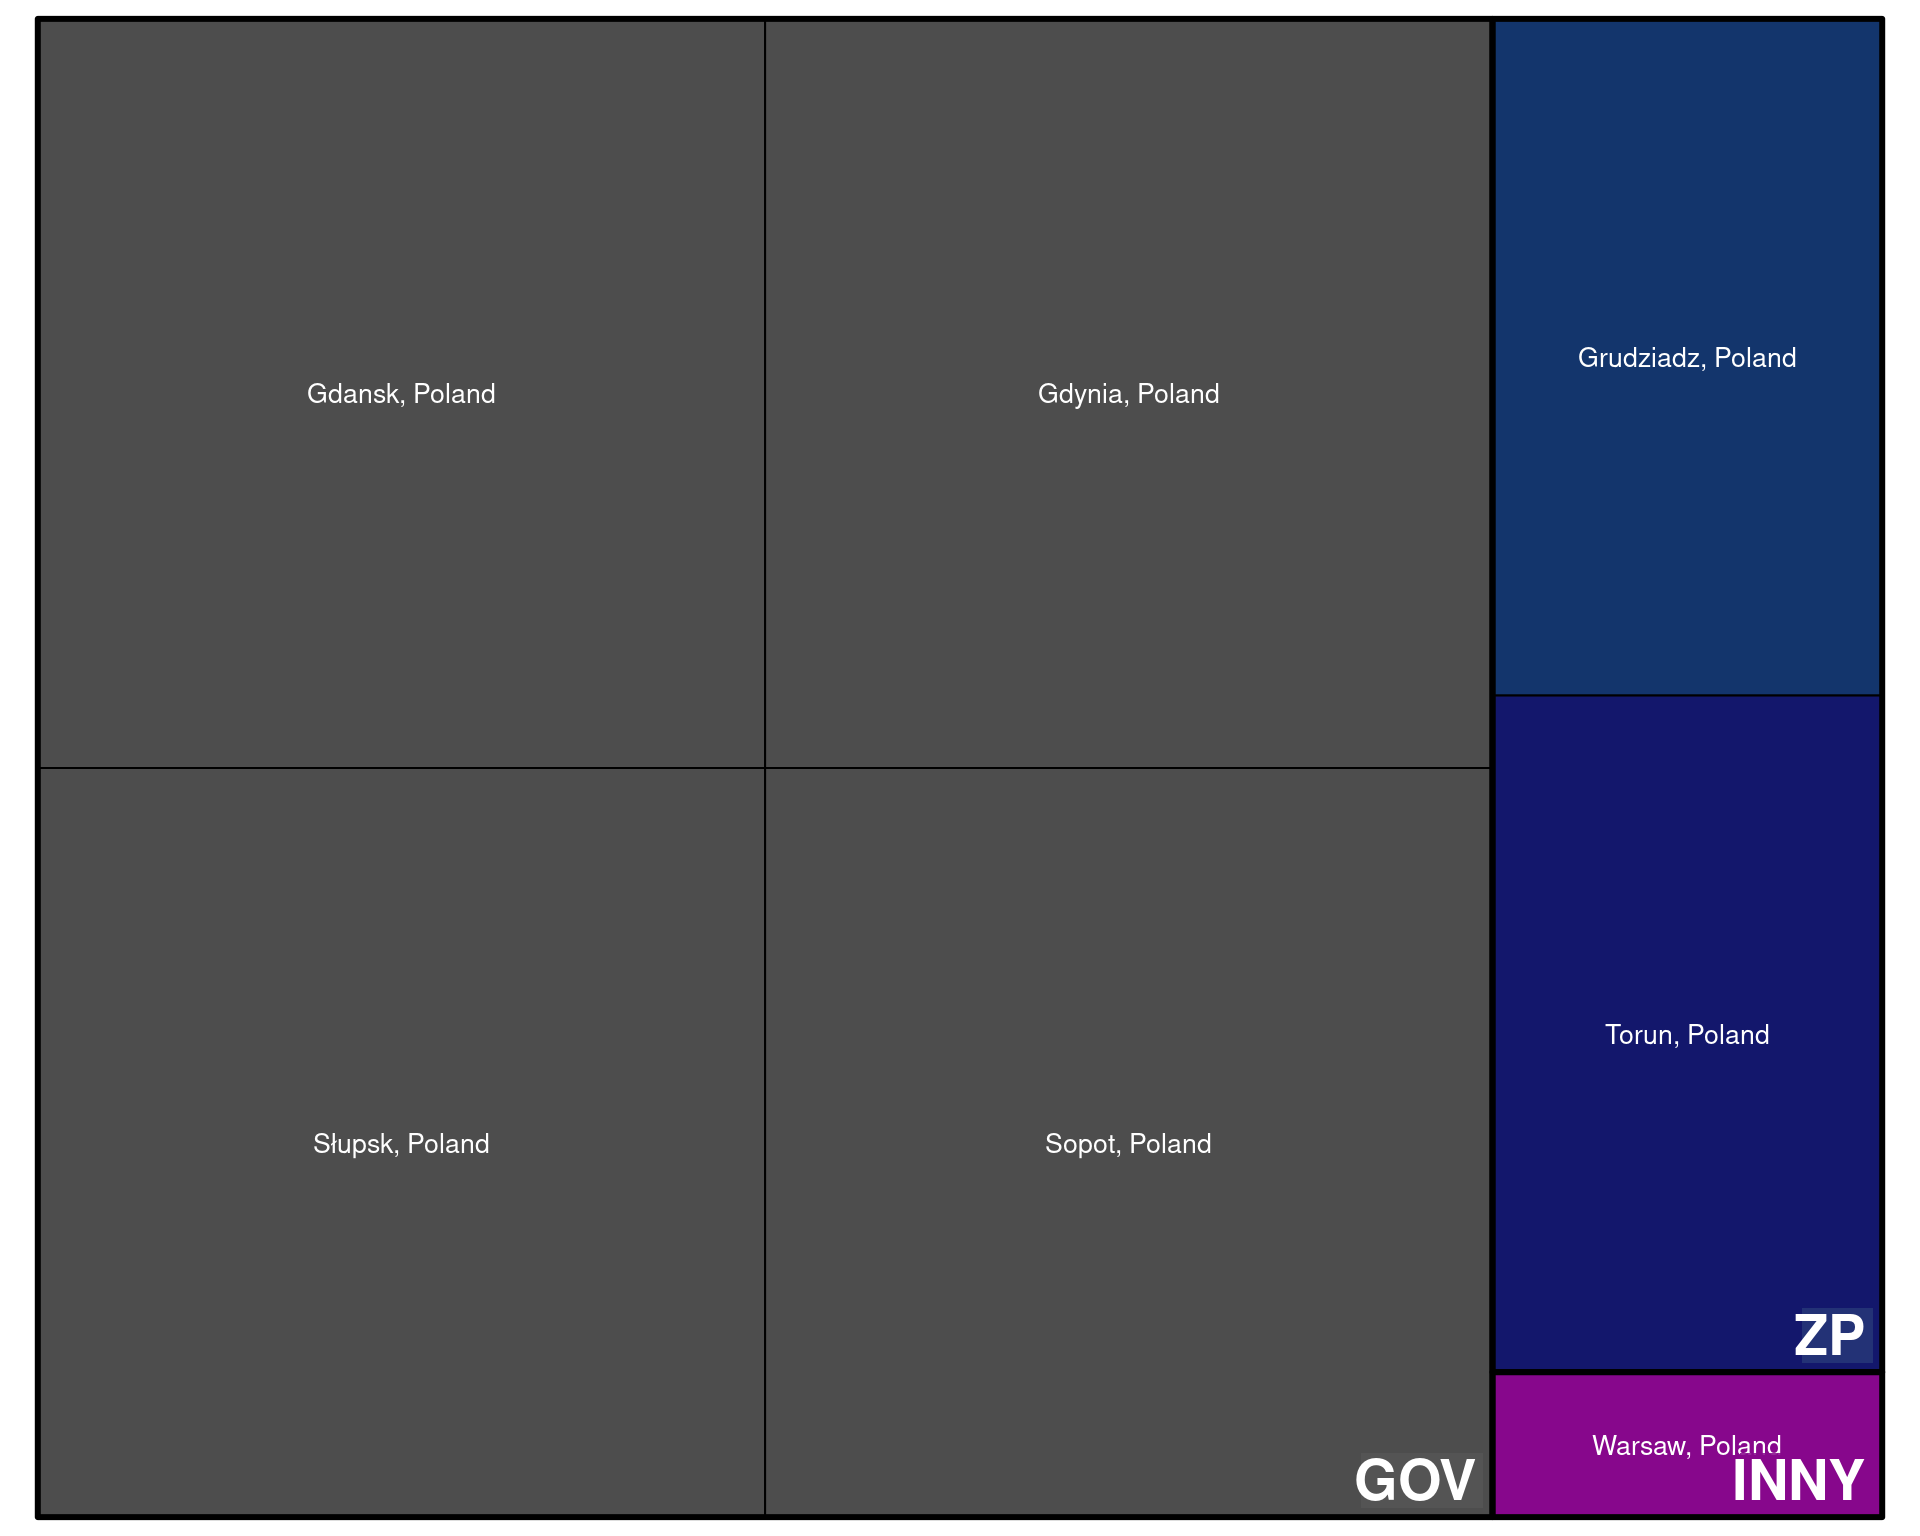 Gdansk, Poland
Gdynia, Poland
Grudziadz, Poland
Torun, Poland
Słupsk, Poland
Sopot, Poland
ZP
Warsaw, Poland
GOV
INNY